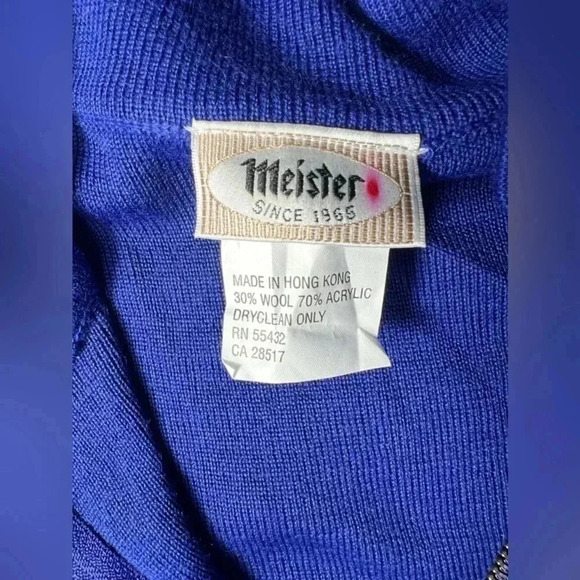 Meister
SINCE 1965
MADE IN HONG KONG
30% WOOL 70% ACRYLIC
DRYCLEAN ONLY
RN 55432
CA 28517